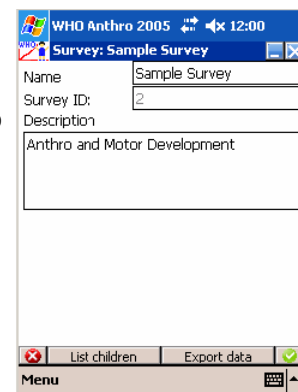 WHO Anthro 2005 12:00
WHO Survey: Sample Survey
Name Sample Survey
Survey ID: 2
Description
Anthro and Motor Development
List children Export data
Menu